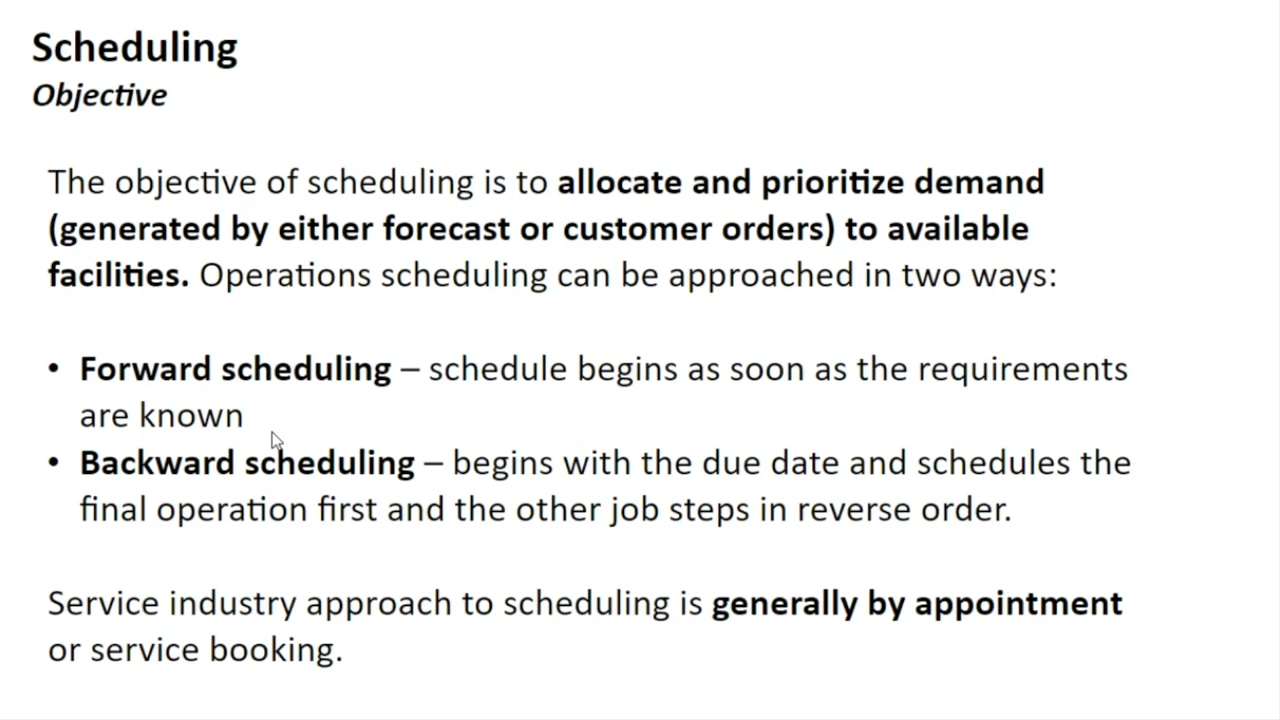 Scheduling
Objective
The objective of scheduling is to allocate and prioritize demand
(generated by either forecast or customer orders) to available
facilities. Operations scheduling can be approached in two ways:
• Forward scheduling – schedule begins as soon as the requirements
are known
• Backward scheduling – begins with the due date and schedules the
final operation first and the other job steps in reverse order.
Service industry approach to scheduling is generally by appointment
or service booking.